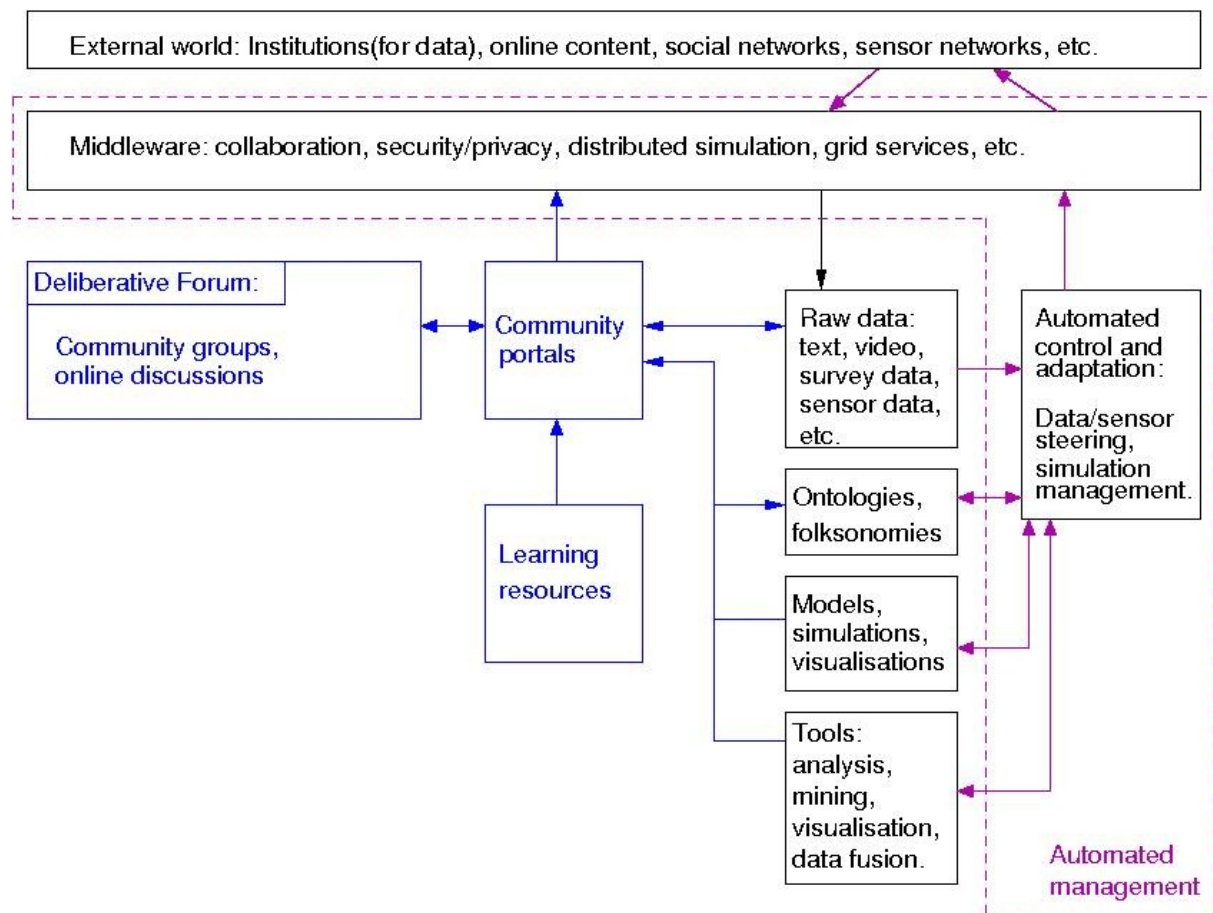 External world: Institutions(for data), online content, social networks, sensor networks, etc.
Middleware: collaboration, security/privacy, distributed simulation, grid services, etc.
Deliberative Forum:
Community groups,
online discussions
Community
portals
Learning
resources
Raw data:
text, video,
survey data,
sensor data,
etc.
Ontologies,
folksonomies
Models,
simulations,
visualisations
Tools:
analysis,
mining,
visualisation,
data fusion.
Automated
control and
adaptation:
Data/sensor
steering,
simulation
management.
Automated
management